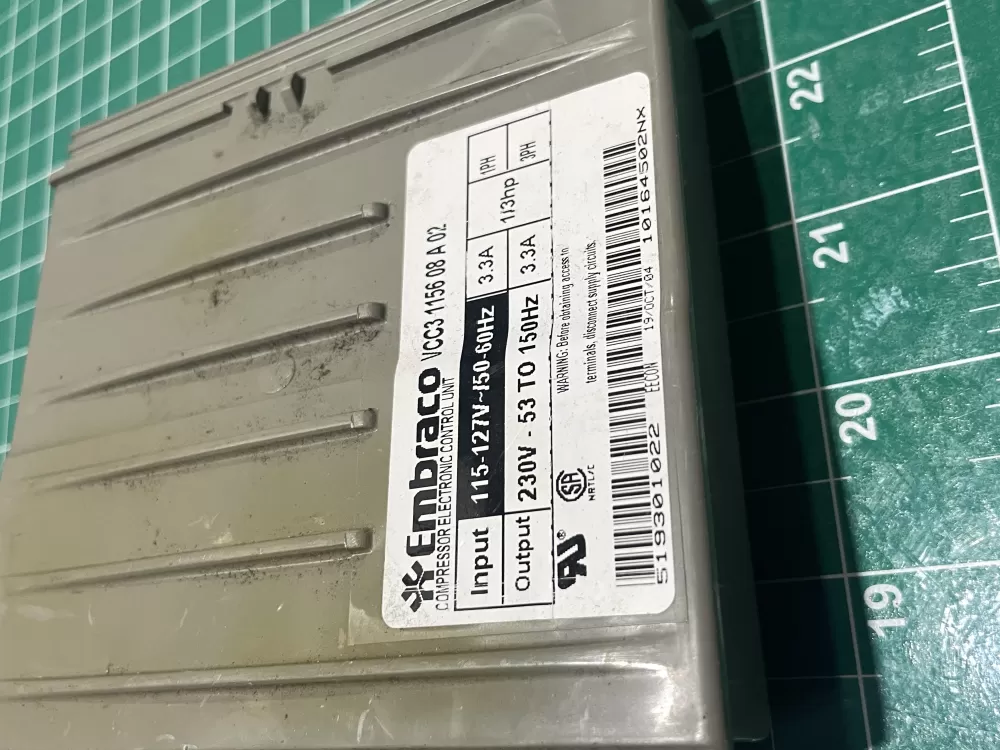 Embraco VCC3 1156 08 A 02
COMPRESSOR ELECTRONIC CONTROL UNIT
Input 115-127V~/50-60Hz 3.3A 1/3hp 1PH
Output 230V - 53 TO 150Hz 3.3A 3PH
WARNING: Before obtaining access to
terminals, disconnect supply circuits.
SA
NRTL/C
EECON 19/OCT/04 10164502NX
519301022
22
21
20
19